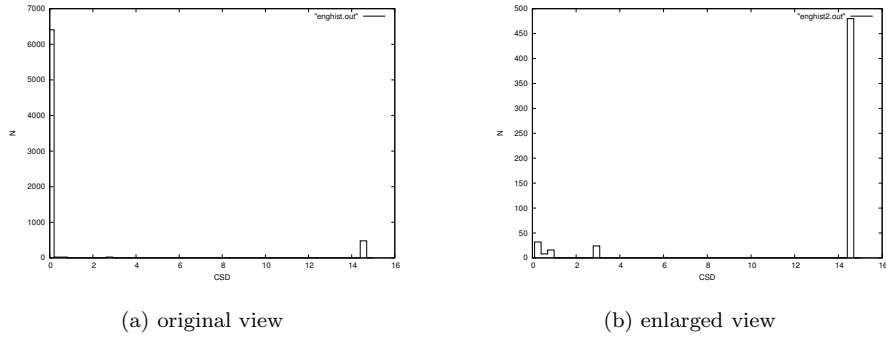 7000
6000
5000
4000
3000
2000
1000
0
0 2 4 6 8 10 12 14 16
N
CSD
"enghist.out"
(a) original view
500
450
400
350
300
250
200
150
100
50
0
0 2 4 6 8 10 12 14 16
N
CSD
"enghist2.out"
(b) enlarged view